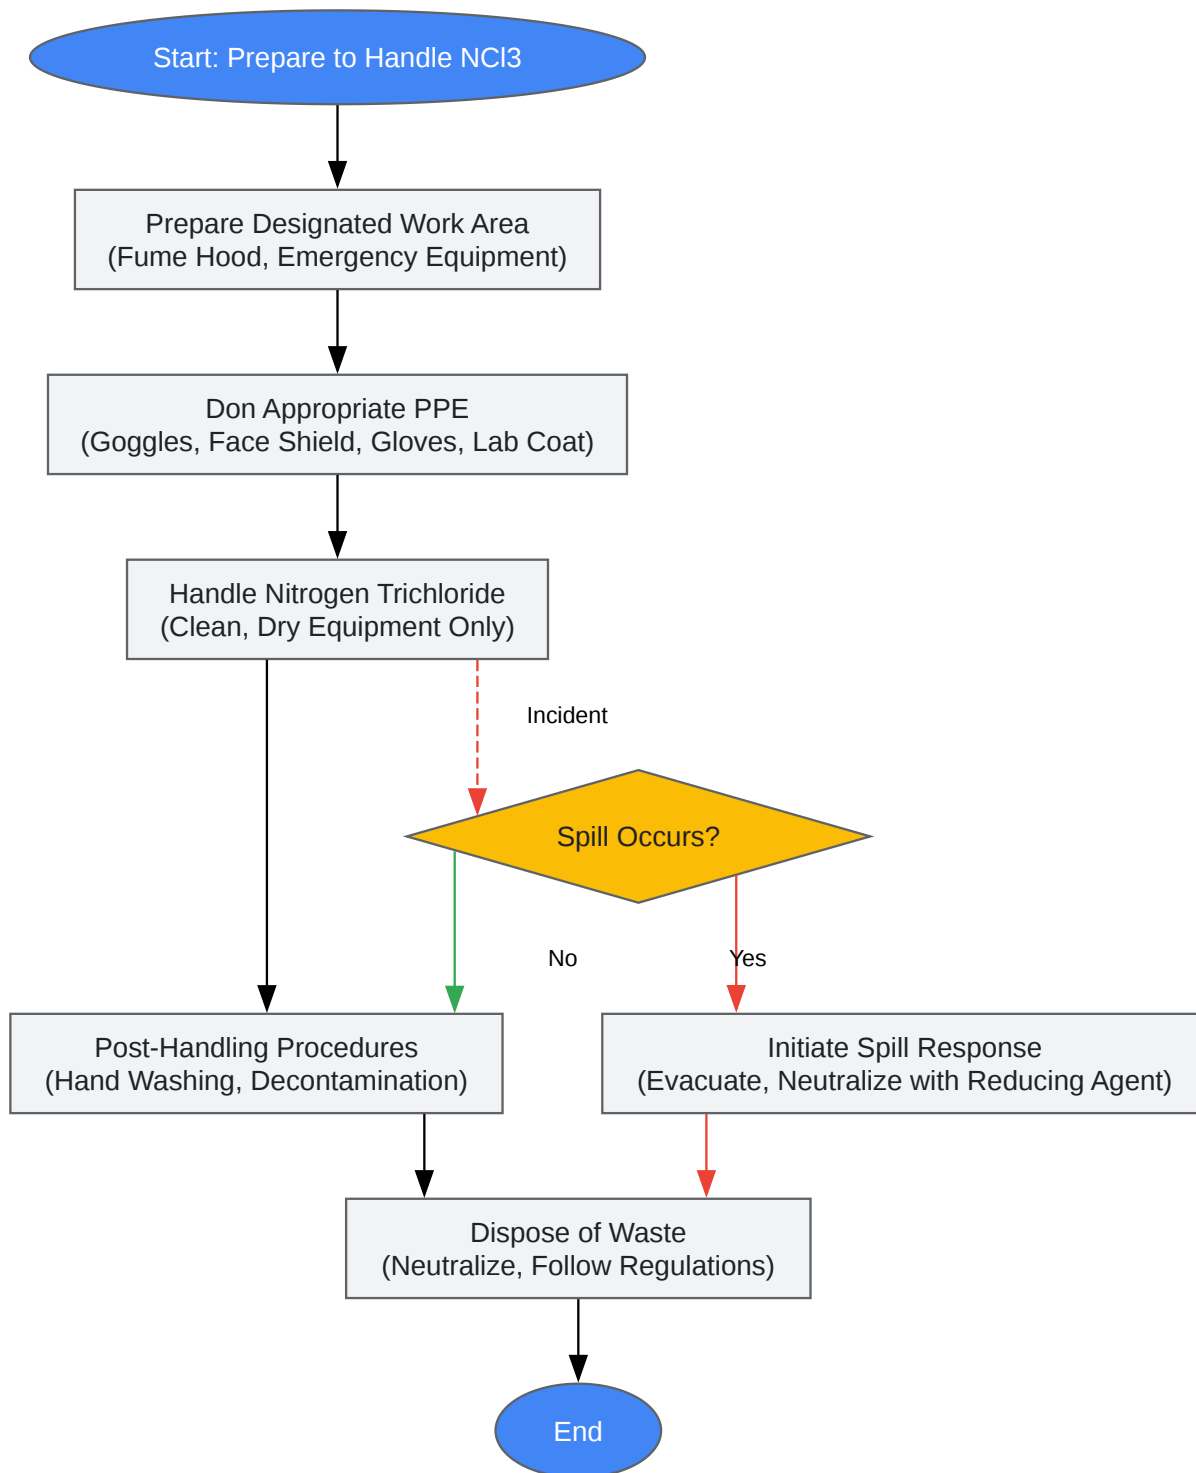 Start: Prepare to Handle NCl3
Prepare Designated Work Area
(Fume Hood, Emergency Equipment)
Don Appropriate PPE
(Goggles, Face Shield, Gloves, Lab Coat)
Handle Nitrogen Trichloride
(Clean, Dry Equipment Only)
Incident
Spill Occurs?
No
Yes
Post-Handling Procedures
(Hand Washing, Decontamination)
Initiate Spill Response
(Evacuate, Neutralize with Reducing Agent)
Dispose of Waste
(Neutralize, Follow Regulations)
End